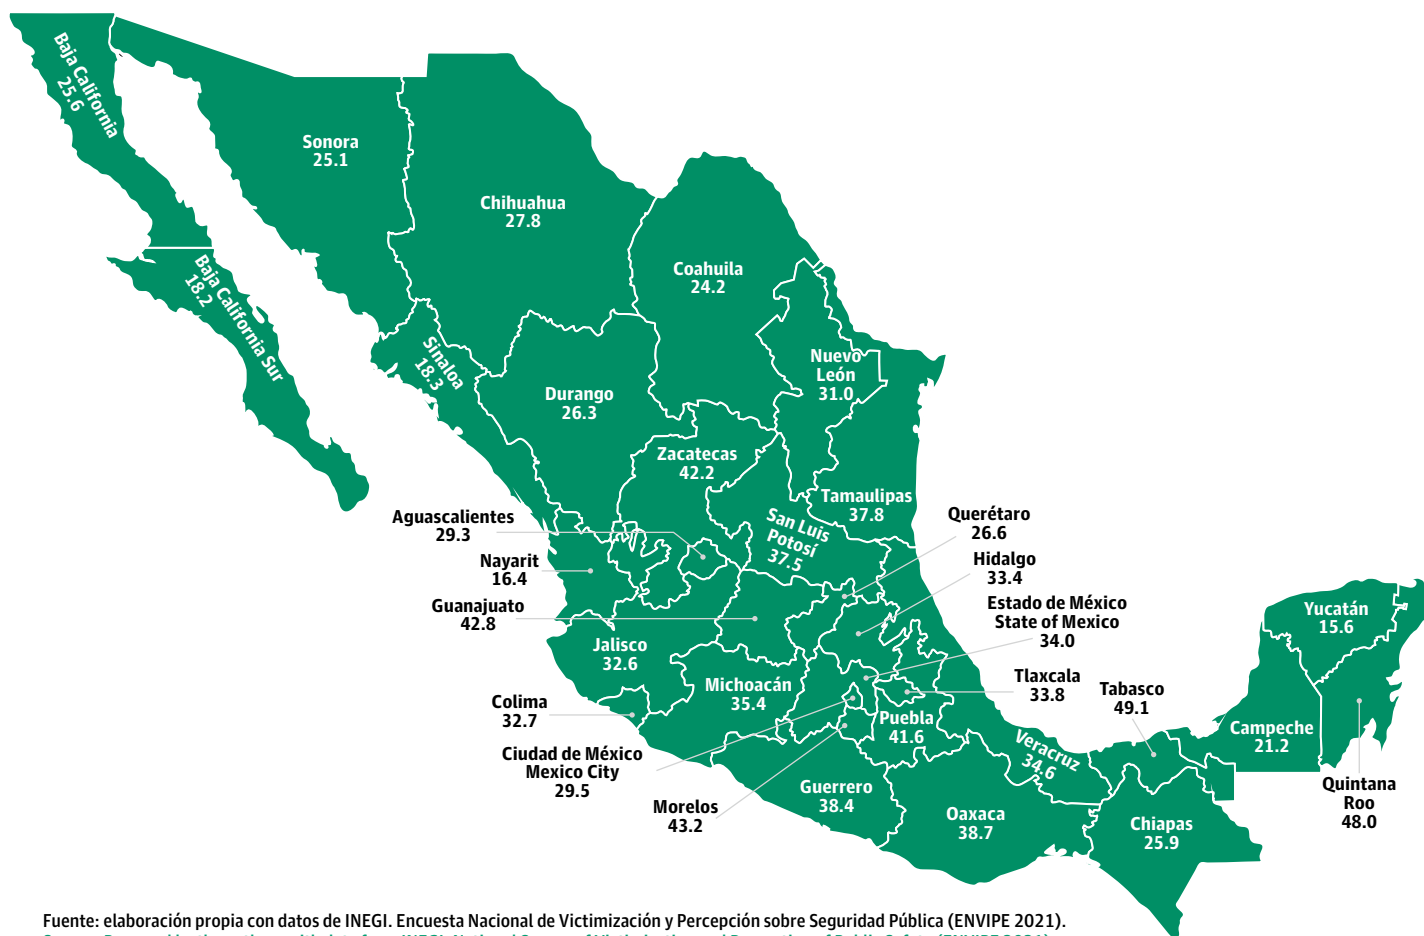 Baja California
25.6
Sonora
25.1
Chihuahua
27.8
Coahuila
24.2
Baja California Sur
18.2
Sinaloa
18.3
Nuevo
León
31.0
Durango
26.3
Zacatecas
42.2
Tamaulipas
37.8
San Luis
Potosí
37.5
Aguascalientes
29.3
Querétaro
26.6
Nayarit
16.4
Hidalgo
33.4
Guanajuato
42.8
Estado de México
State of Mexico
34.0
Yucatán
15.6
Jalisco
32.6
Michoacán
35.4
Tlaxcala
33.8
Tabasco
49.1
Colima
32.7
Puebla
41.6
Campeche
21.2
Ciudad de México
Mexico City
29.5
Veracruz
34.6
Quintana
Roo
48.0
Morelos
43.2
Guerrero
38.4
Oaxaca
38.7
Chiapas
25.9
Fuente: elaboración propia con datos de INEGI. Encuesta Nacional de Victimización y Percepción sobre Seguridad Pública (ENVIPE 2021).